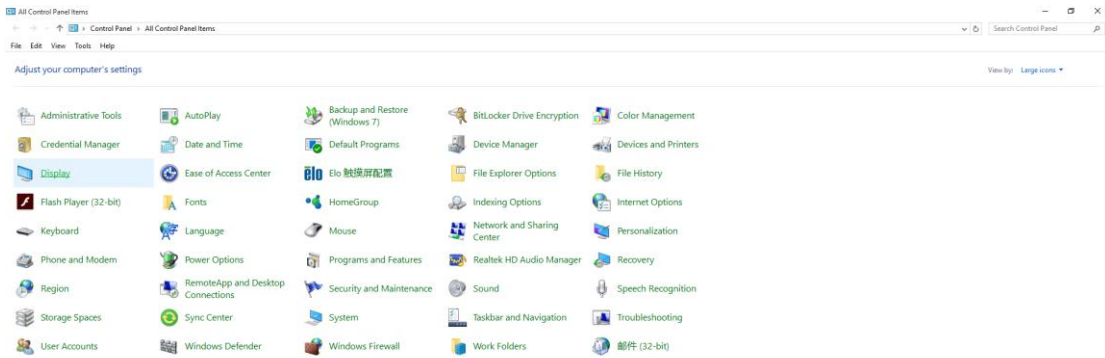 All Control Panel Items
Control Panel > All Control Panel Items
Search Control Panel
File Edit View Tools Help
Adjust your computer's settings
View by: Large icons
Administrative Tools
AutoPlay
Backup and Restore
(Windows 7)
BitLocker Drive Encryption
Color Management
Credential Manager
Date and Time
Default Programs
Device Manager
Devices and Printers
Display
Ease of Access Center
elo
Elo 触摸屏配置
File Explorer Options
File History
Flash Player (32-bit)
Fonts
HomeGroup
Indexing Options
Internet Options
Keyboard
Language
Mouse
Network and Sharing
Center
Personalization
Phone and Modem
Power Options
Programs and Features
Realtek HD Audio Manager
Recovery
Region
RemoteApp and Desktop
Connections
Security and Maintenance
Sound
Speech Recognition
Storage Spaces
Sync Center
System
Taskbar and Navigation
Troubleshooting
User Accounts
Windows Defender
Windows Firewall
Work Folders
邮件 (32-bit)